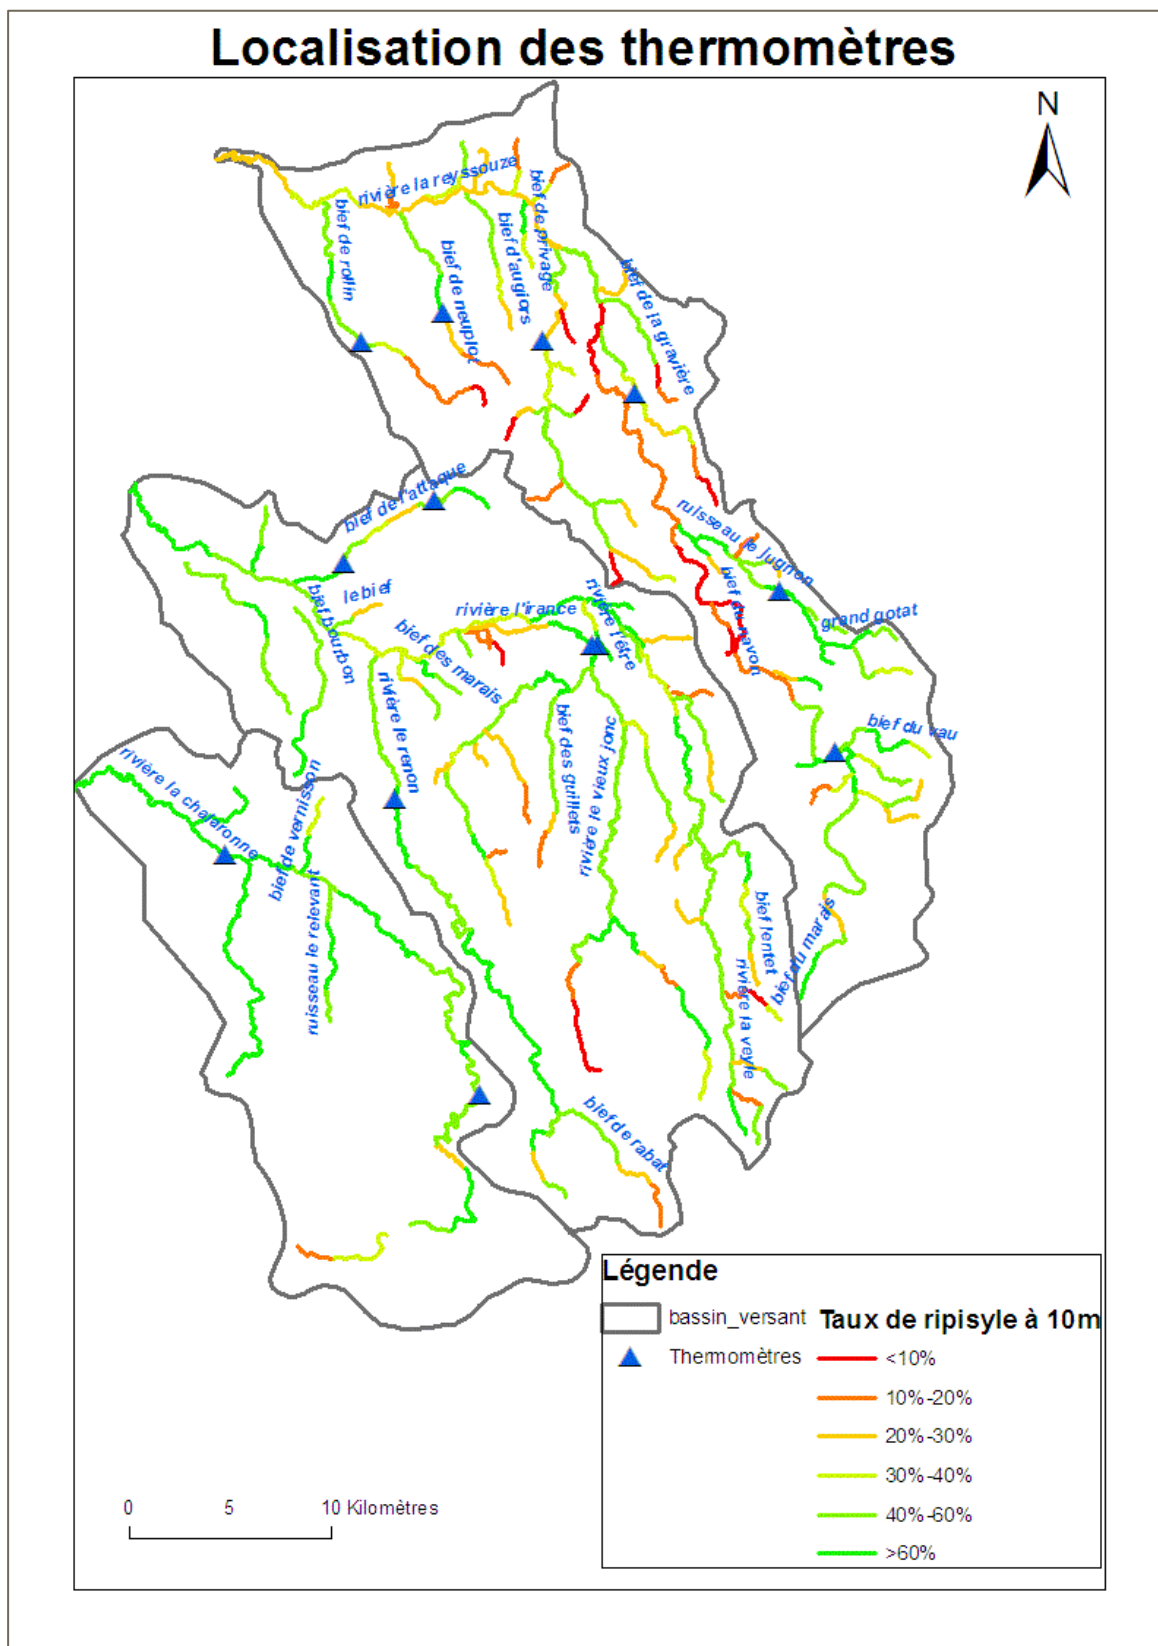 Localisation des thermomètres
N
rivière la reyssouze
bief de privage
bief de rollin
bief d'augiors
bief de neuplot
bief de la gravière
bief de l'attaque
ruisseau le jugnon
bief du navon
grand gotat
le bief
bief bourbon
rivière l'irance
rivière l'être
bief des marais
rivière le renon
bief des guillets
rivière le vieux jonc
bief du vau
rivière la chalaronne
bief de vernisson
ruisseau le relevant
bief lentet
bief du marais
rivière la veyle
bief de rabat
Légende
bassin_versant
Thermomètres
Taux de ripisyle à 10m
<10%
10%-20%
20%-30%
30%-40%
40%-60%
>60%
0 5 10 Kilomètres